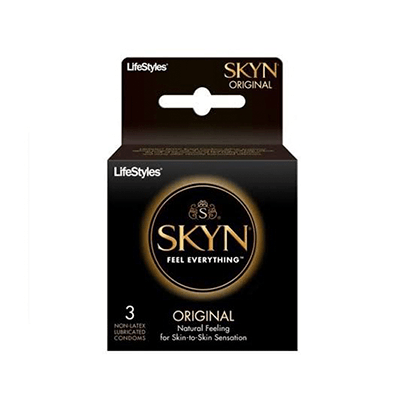 LifeStyles®
SKYN®
ORIGINAL
LifeStyles®
S
SKYN®
FEEL EVERYTHING™
3
NON-LATEX
LUBRICATED
CONDOMS
ORIGINAL
Natural Feeling
for Skin-to-Skin Sensation